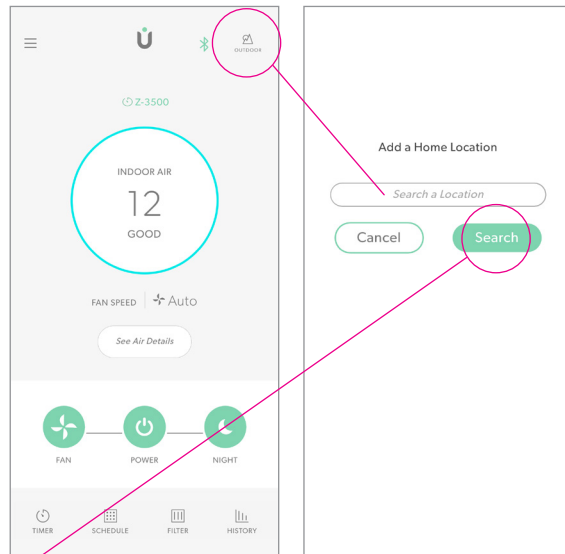 OUTDOOR
Z-3500
INDOOR AIR
12
GOOD
FAN SPEED Auto
See Air Details
FAN POWER NIGHT
TIMER SCHEDULE FILTER HISTORY
Add a Home Location
Search a Location
Cancel Search